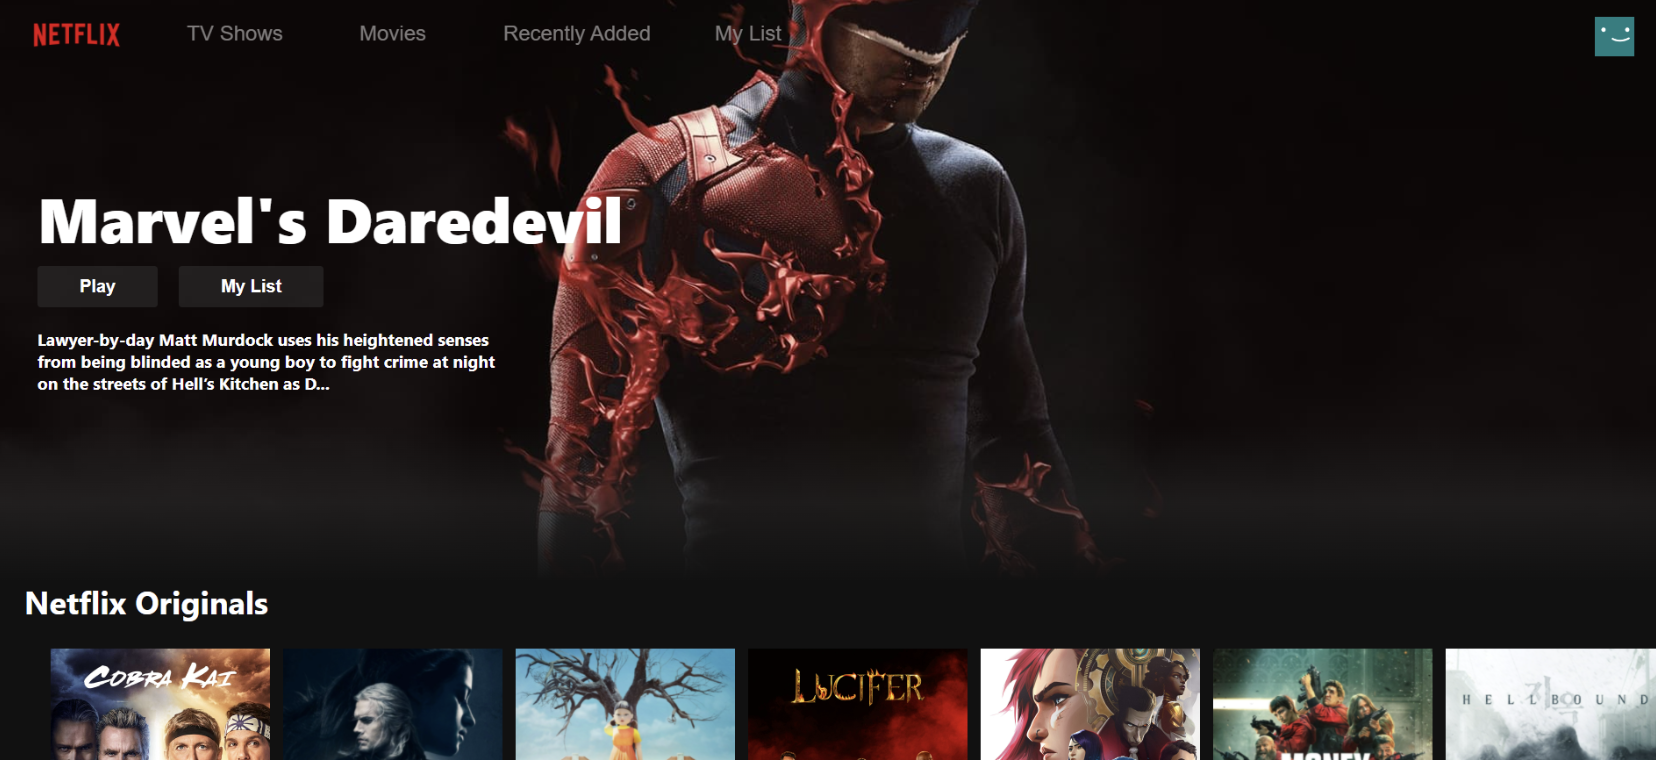 NETFLIX TV Shows Movies Recently Added My List
Marvel's Daredevil
Play My List
Lawyer-by-day Matt Murdock uses his heightened senses
from being blinded as a young boy to fight crime at night
on the streets of Hell’s Kitchen as D...
Netflix Originals
COBRA KAI
LUCIFER
HELLBOUND
MONEY